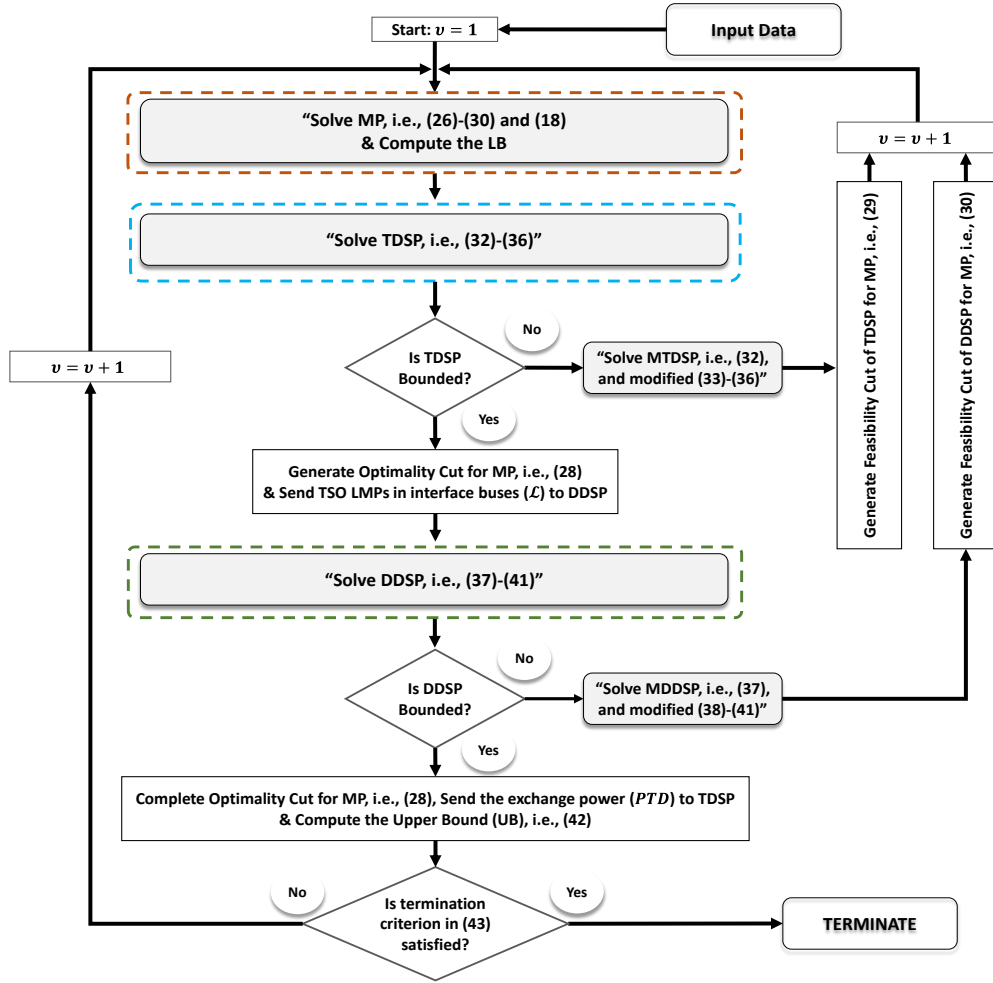 Start: 𝝊 = 1
Input Data
“Solve MP, i.e., (26)-(30) and (18)
& Compute the LB
𝝊 = 𝝊 + 1
“Solve TDSP, i.e., (32)-(36)”
Generate Feasibility Cut of TDSP for MP, i.e., (29)
Generate Feasibility Cut of DDSP for MP, i.e., (30)
No
Is TDSP
Bounded?
“Solve MTDSP, i.e., (32),
and modified (33)-(36)”
𝝊 = 𝝊 + 1
Yes
Generate Optimality Cut for MP, i.e., (28)
& Send TSO LMPs in interface buses (ℒ) to DDSP
“Solve DDSP, i.e., (37)-(41)”
No
Is DDSP
Bounded?
“Solve MDDSP, i.e., (37),
and modified (38)-(41)”
Yes
Complete Optimality Cut for MP, i.e., (28), Send the exchange power (PTD) to TDSP
& Compute the Upper Bound (UB), i.e., (42)
No
Is termination
criterion in (43)
satisfied?
Yes
TERMINATE